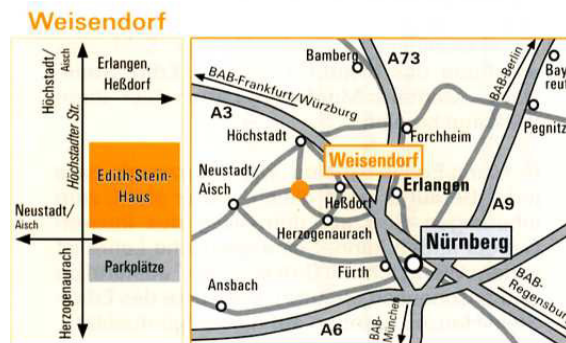 Weisendorf
Höchstadt/
Aisch
Erlangen,
Heßdorf
Höchstadter Str.
Edith-Stein-
Haus
Neustadt/
Aisch
Parkplätze
Herzogenaurach
Bamberg
A73
BAB-Berlin
Bay
reut
BAB-Frankfurt/Würzburg
A3
Pegnitz
Höchstadt
Forchheim
Weisendorf
Neustadt/
Aisch
Erlangen
Heßdorf
A9
Herzogenaurach
Nürnberg
Fürth
BAB-
Regensburg
Ansbach
A6
BAB-
München